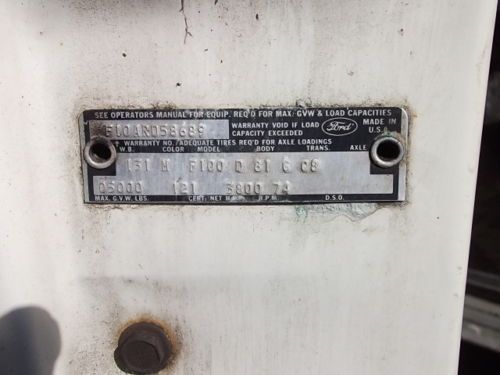 SEE OPERATORS MANUAL FOR EQUIP. REQ'D FOR MAX. GVW & LOAD CAPACITIES
F10ARD58689 WARRANTY VOID IF LOAD CAPACITY EXCEEDED Ford MADE IN U.S.A.
WARRANTY NO./ADEQUATE TIRES REQ'D FOR AXLE LOADINGS
W.B. COLOR MODEL BODY TRANS. AXLE
131 M F100 D 81 G 08
05000 121 3800 74
MAX. G.V.W. LBS. CERT. NET H.P. R.P.M. D.S.O.